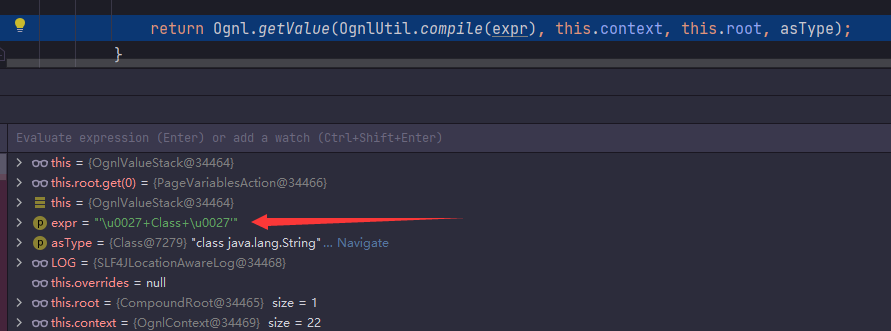 return Ognl.getValue(OgnlUtil.compile(expr), this.context, this.root, asType);
}
Evaluate expression (Enter) or add a watch (Ctrl+Shift+Enter)
this = {OgnlValueStack@34464}
this.root.get(0) = {PageVariablesAction@34466}
this = {OgnlValueStack@34464}
expr = "'\u0027+Class+\u0027'"
asType = {Class@7279} "class java.lang.String"... Navigate
LOG = {SLF4JLocationAwareLog@34468}
this.overrides = null
this.root = {CompoundRoot@34465} size = 1
this.context = {OgnlContext@34469} size = 22